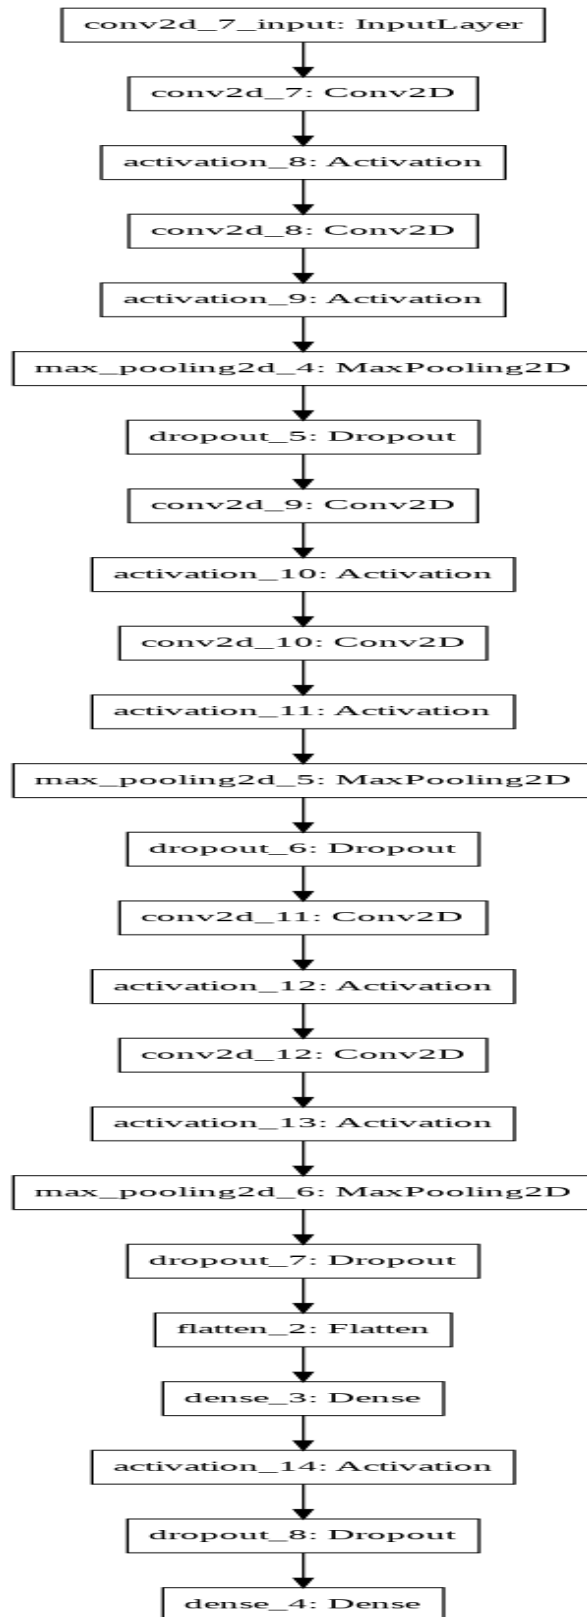 conv2d_7_input: InputLayer
conv2d_7: Conv2D
activation_8: Activation
conv2d_8: Conv2D
activation_9: Activation
max_pooling2d_4: MaxPooling2D
dropout_5: Dropout
conv2d_9: Conv2D
activation_10: Activation
conv2d_10: Conv2D
activation_11: Activation
max_pooling2d_5: MaxPooling2D
dropout_6: Dropout
conv2d_11: Conv2D
activation_12: Activation
conv2d_12: Conv2D
activation_13: Activation
max_pooling2d_6: MaxPooling2D
dropout_7: Dropout
flatten_2: Flatten
dense_3: Dense
activation_14: Activation
dropout_8: Dropout
dense_4: Dense